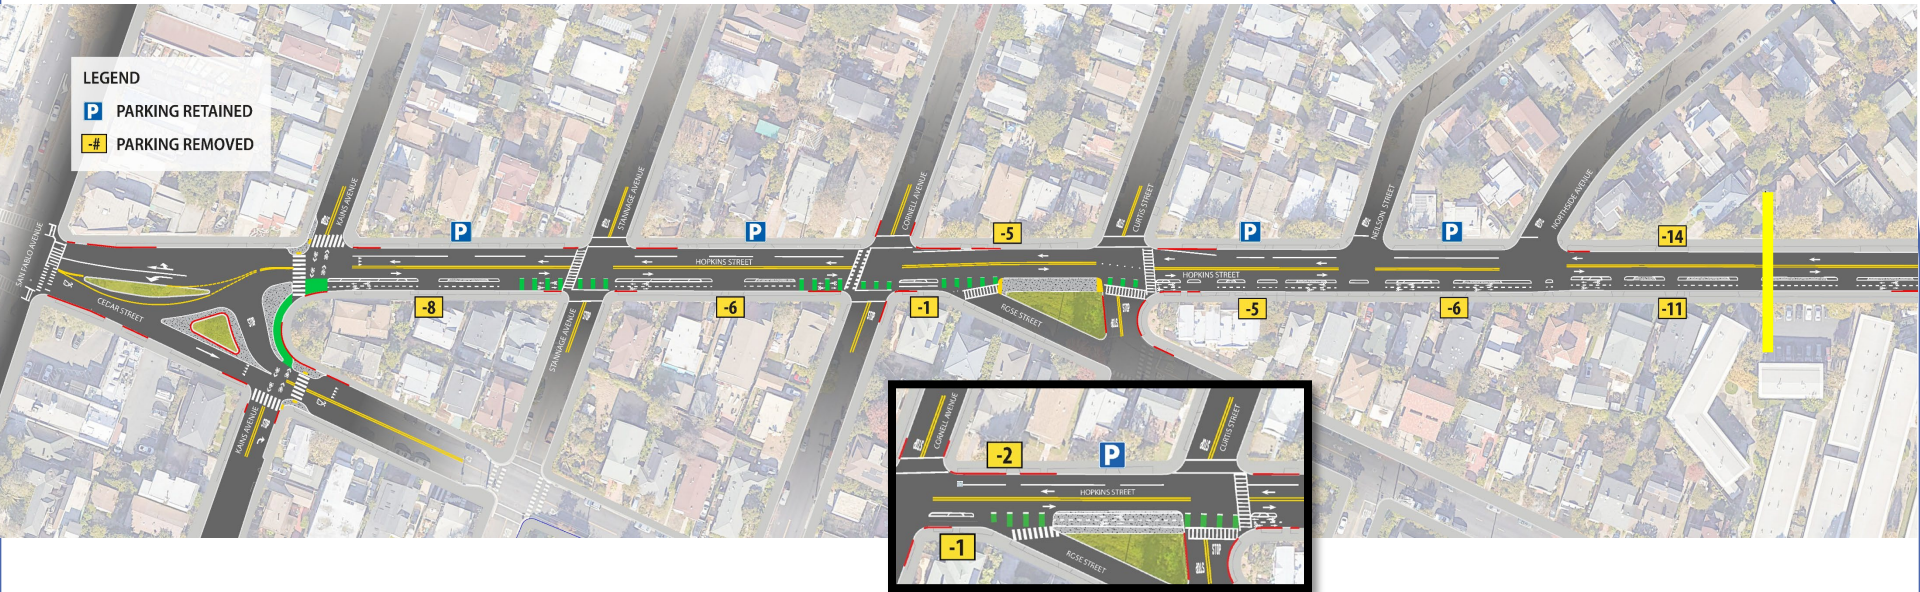 LEGEND
P PARKING RETAINED
-# PARKING REMOVED
SAN PABLO AVENUE
KAINS AVENUE
STANNAGE AVENUE
CORNELL AVENUE
CURTIS STREET
NEILSON STREET
NORTHSIDE AVENUE
P
P
-5
P
P
-14
HOPKINS STREET
HOPKINS STREET
CEDAR STREET
-8
-6
-1
-5
-6
-11
ROSE STREET
STANNAGE AVENUE
KAINS AVENUE
CORNELL AVENUE
CURTIS STREET
-2
P
HOPKINS STREET
-1
ROSE STREET
STOP